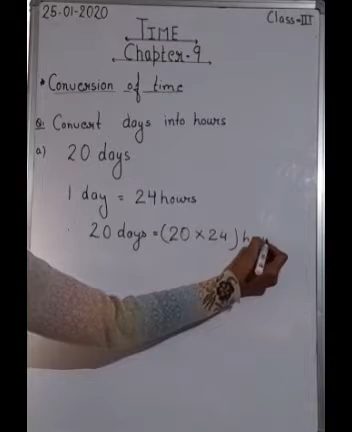 25-01-2020
Class-III
TIME
Chapter-9
• Conversion of time
Q Convert days into hours
a) 20 days
1 day = 24 hours
20 days = (20 × 24) h